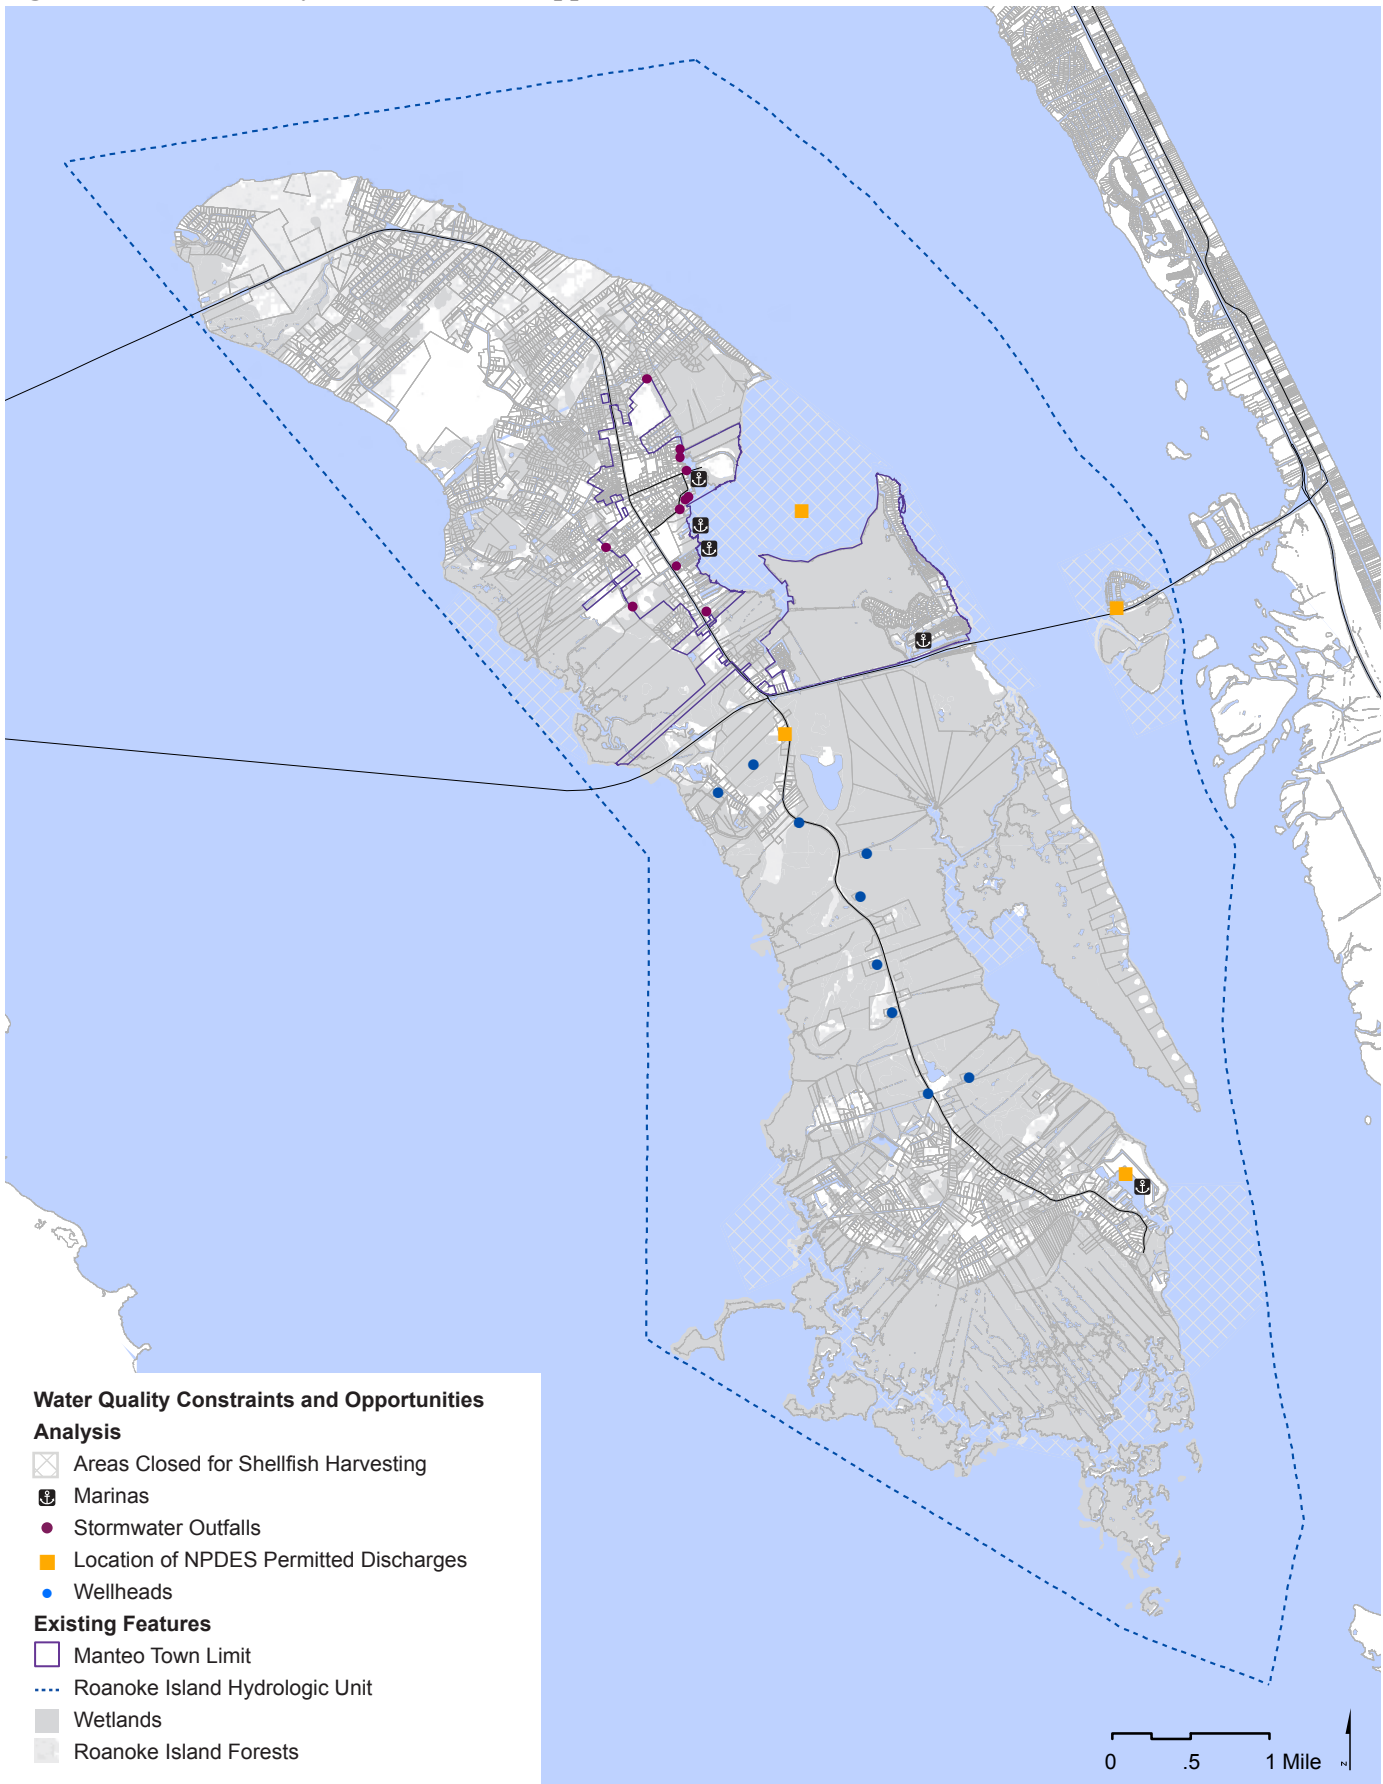 Water Quality Constraints and Opportunities
Analysis
Areas Closed for Shellfish Harvesting
Marinas
Stormwater Outfalls
Location of NPDES Permitted Discharges
Wellheads
Existing Features
Manteo Town Limit
Roanoke Island Hydrologic Unit
Wetlands
Roanoke Island Forests
0 .5 1 Mile
z